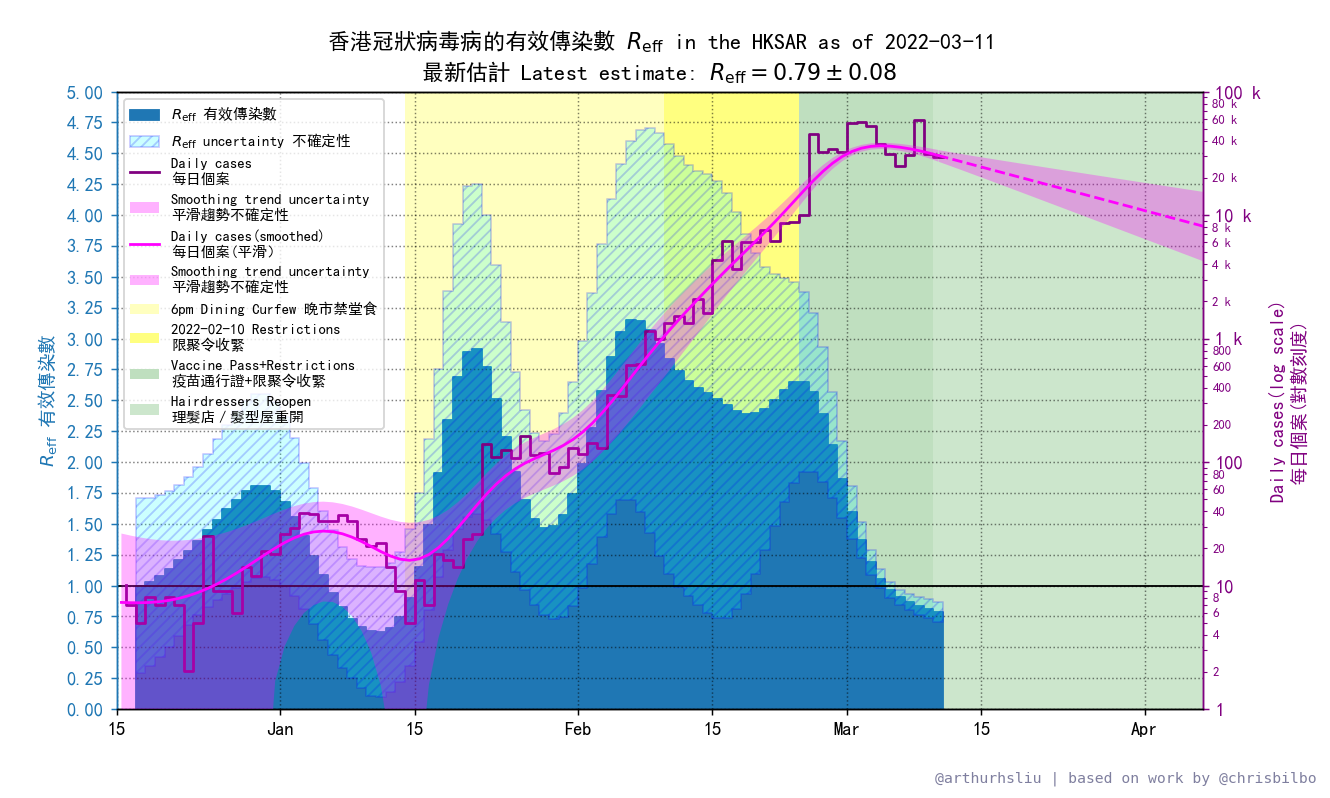 香港冠狀病毒病的有效傳染數 Reff in the HKSAR as of 2022-03-11
最新估計 Latest estimate: Reff = 0.79 ± 0.08
Reff 有效傳染數
Reff uncertainty 不確定性
Daily cases
每日個案
Smoothing trend uncertainty
平滑趨勢不確定性
Daily cases(smoothed)
每日個案(平滑)
Smoothing trend uncertainty
平滑趨勢不確定性
6pm Dining Curfew 晚市禁堂食
2022-02-10 Restrictions
限聚令收緊
Vaccine Pass+Restrictions
疫苗通行證+限聚令收緊
Hairdressers Reopen
理髮店 / 髮型屋重開
Reff 有效傳染數
5.00
4.75
4.50
4.25
4.00
3.75
3.50
3.25
3.00
2.75
2.50
2.25
2.00
1.75
1.50
1.25
1.00
0.75
0.50
0.25
0.00
15
Jan
15
Feb
15
Mar
15
Apr
100 k
80 k
60 k
40 k
20 k
10 k
8 k
6 k
4 k
2 k
1 k
800
600
400
200
100
80
60
40
20
10
8
6
4
2
1
Daily cases(log scale)
每日個案(對數刻度)
@arthurhsliu | based on work by @chrisbilbo